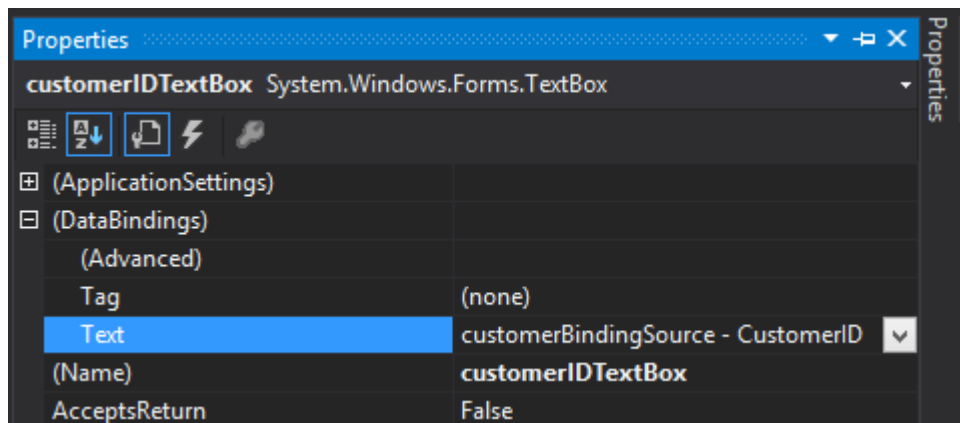 Properties
Properties
customerIDTextBox System.Windows.Forms.TextBox
(ApplicationSettings)
(DataBindings)
(Advanced)
Tag (none)
Text customerBindingSource - CustomerID
(Name) customerIDTextBox
AcceptsReturn False